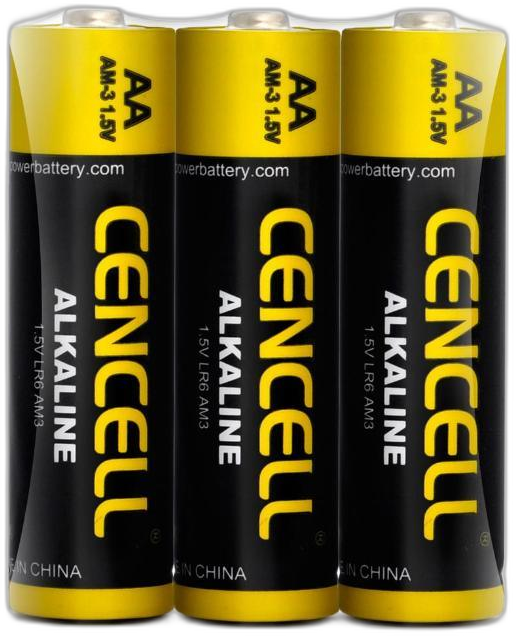 AA
AM-3 1.5V
powerbattery.com
CENCELL
ALKALINE
1.5V LR6 AM3
IN CHINA
AA
AM-3 1.5V
powerbattery.com
CENCELL
ALKALINE
1.5V LR6 AM3
IN CHINA
AA
AM-3 1.5V
powerbattery.com
CENCELL
ALKALINE
1.5V LR6 AM3
IN CHINA